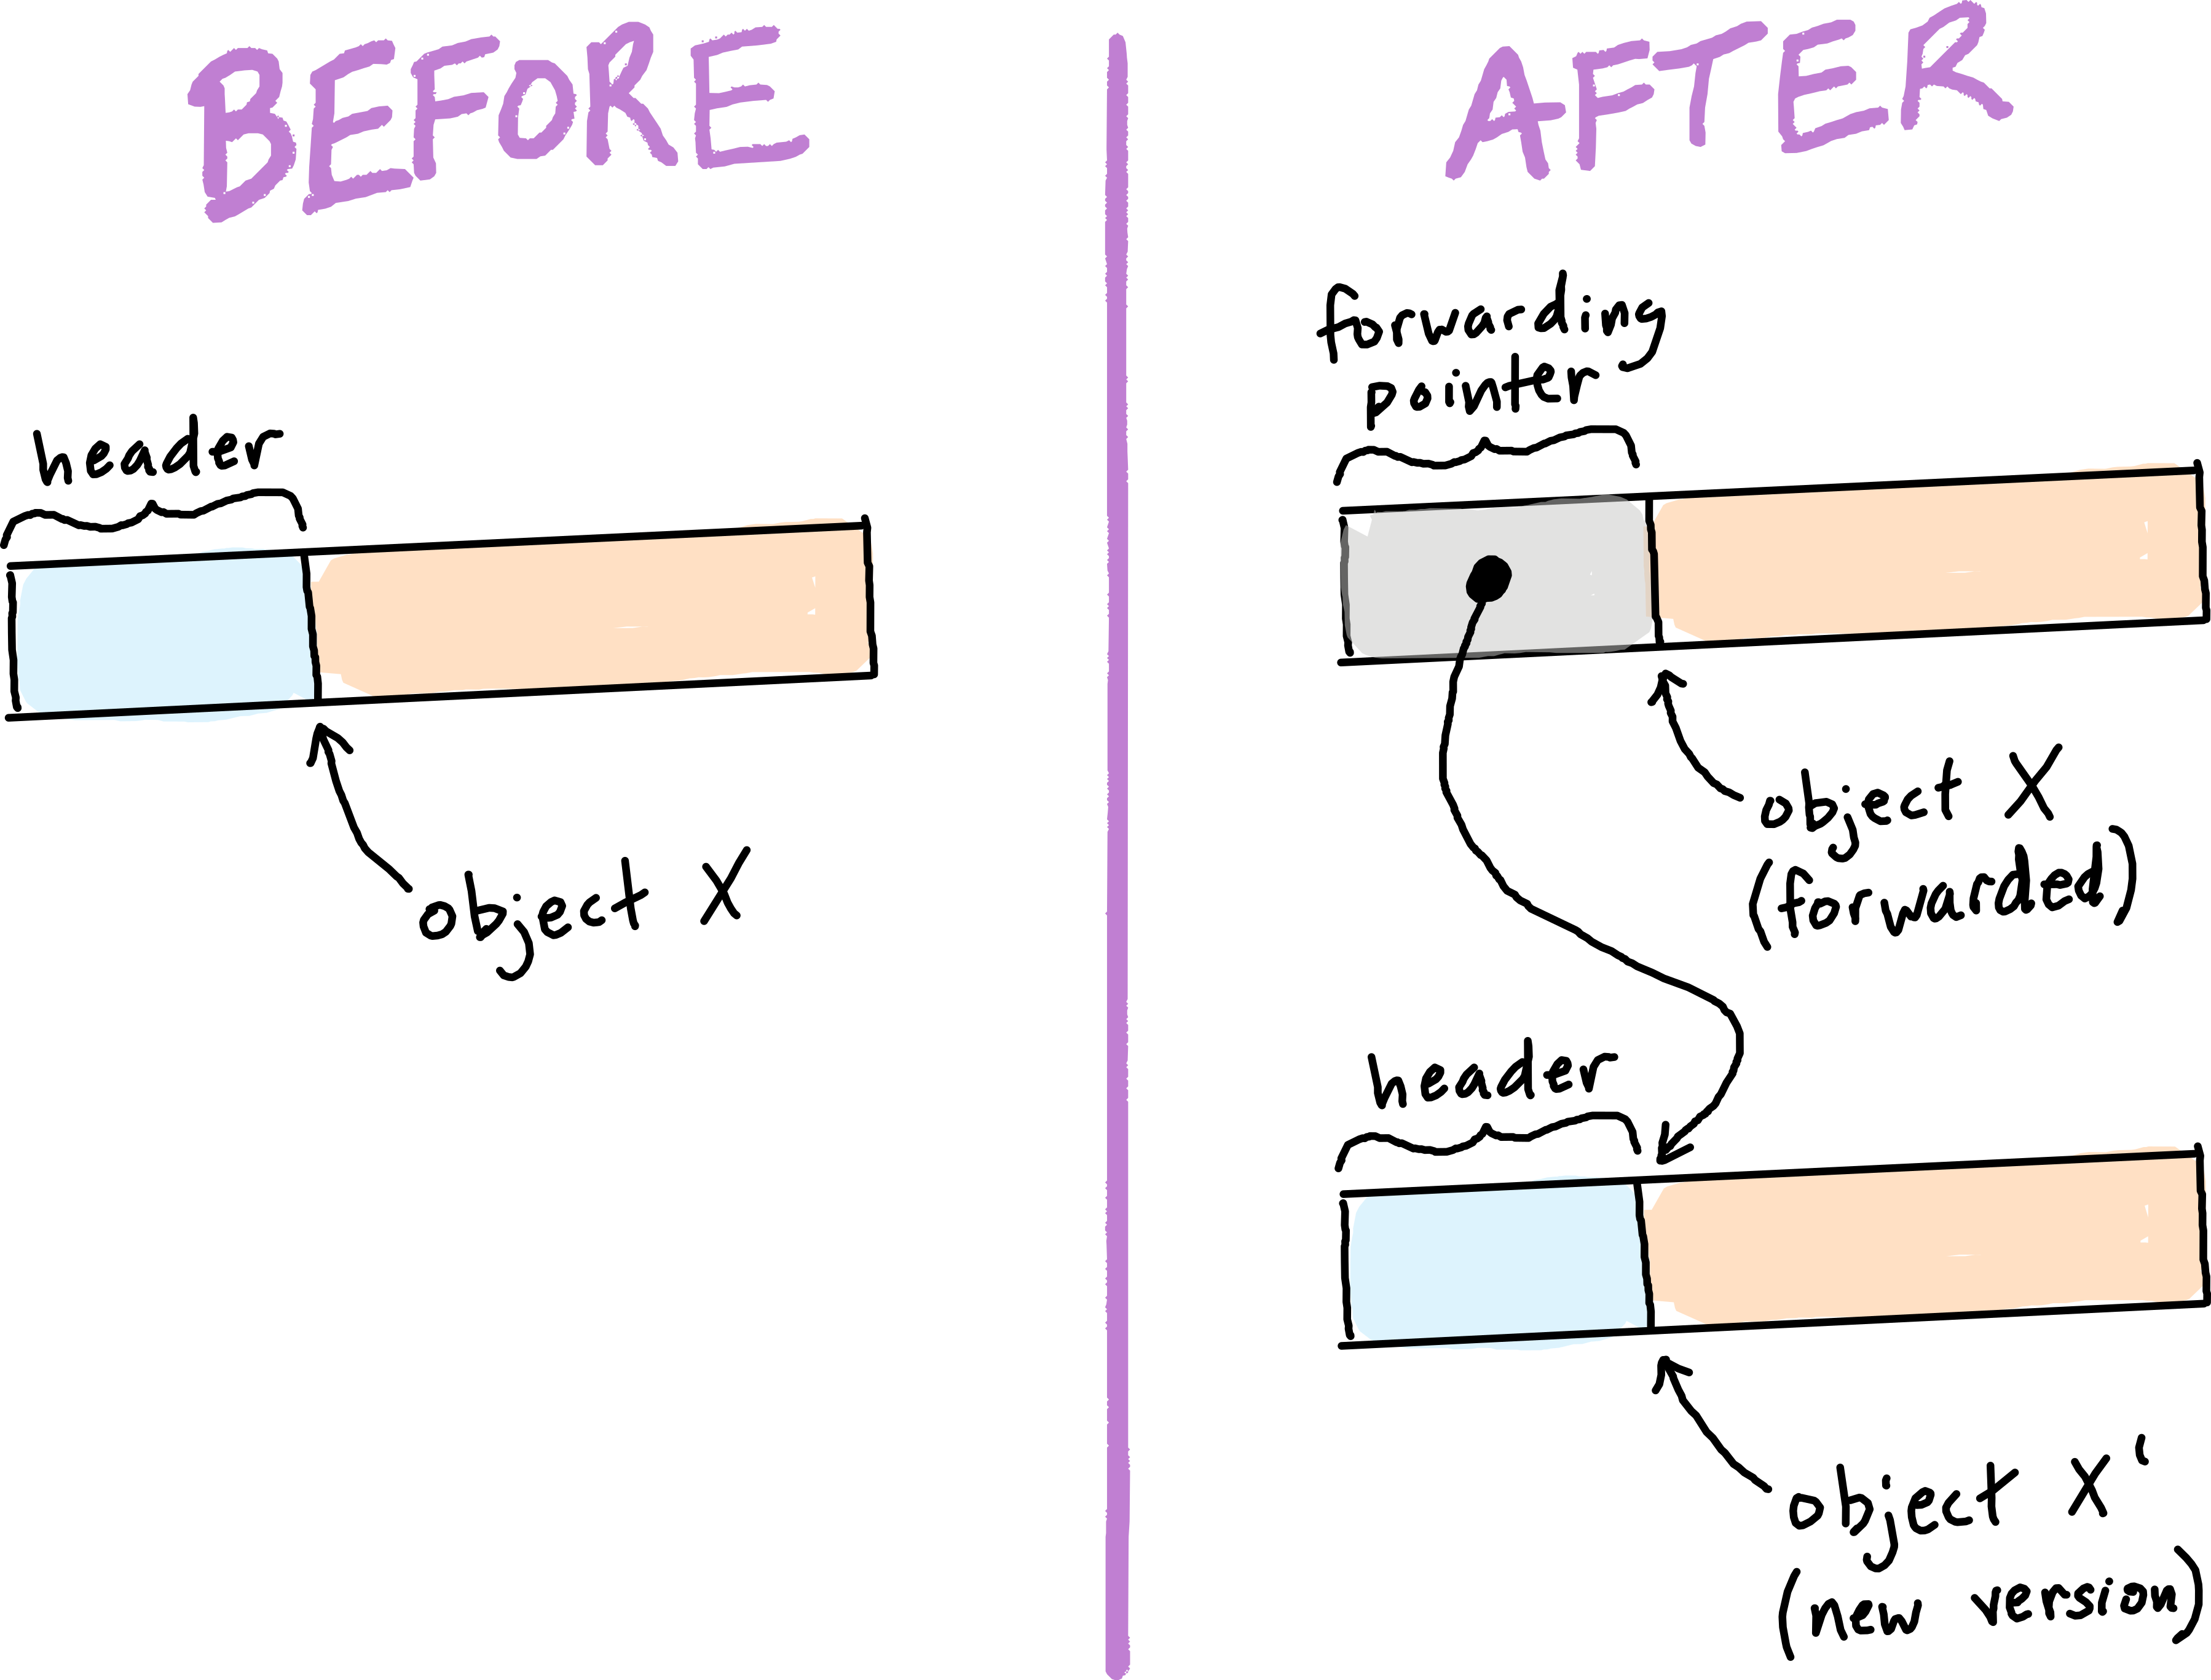 BEFORE
header
object X
AFTER
forwarding
pointer
object X
(forwarded)
header
object X'
(new version)